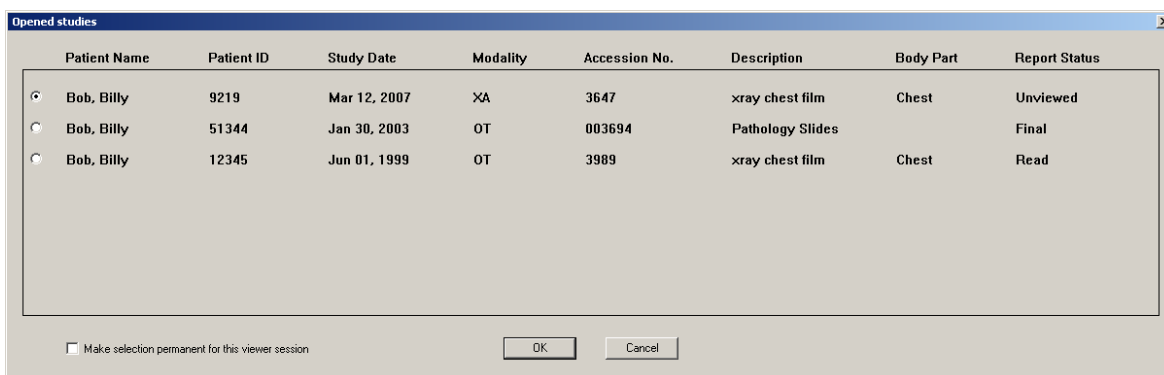 Opened studies
Patient Name Patient ID Study Date Modality Accession No. Description Body Part Report Status
Bob, Billy 9219 Mar 12, 2007 XA 3647 xray chest film Chest Unviewed
Bob, Billy 51344 Jan 30, 2003 OT 003694 Pathology Slides Final
Bob, Billy 12345 Jun 01, 1999 OT 3989 xray chest film Chest Read
Make selection permanent for this viewer session OK Cancel